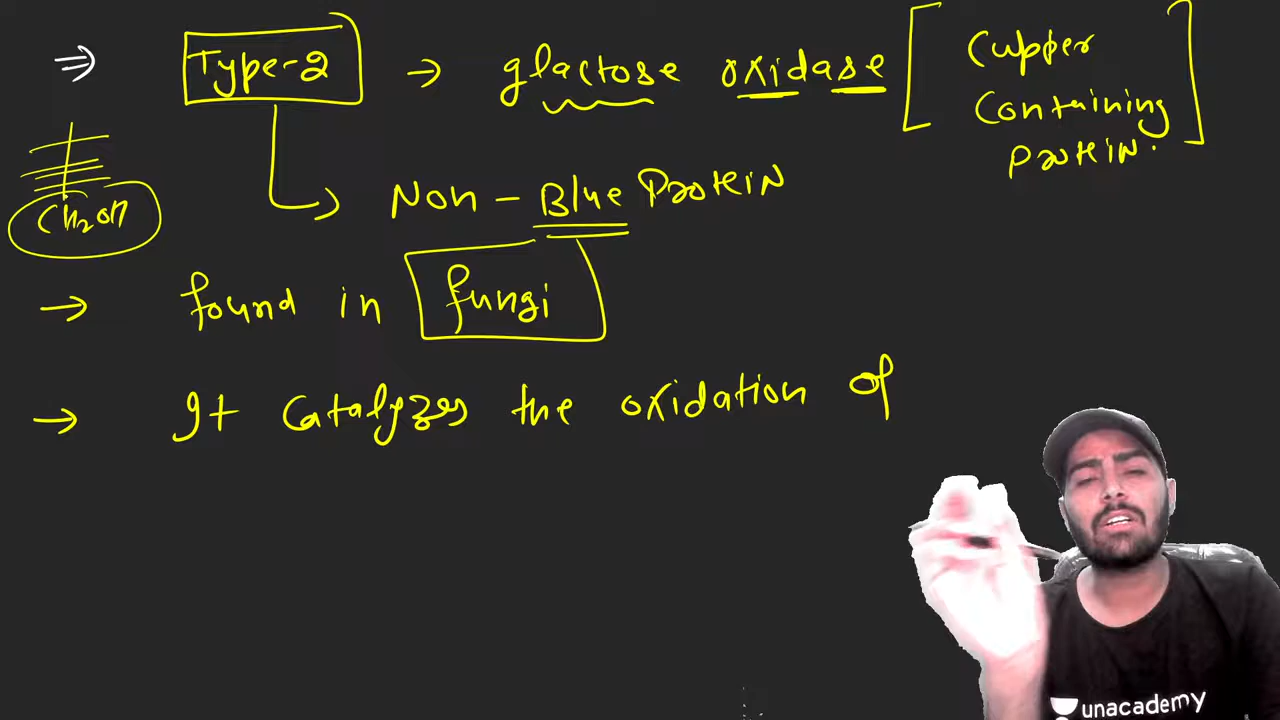 ⇒ Type-2 → glactose oxidase [Cupper
Containing
Protein.]
CH₂OH
Non - Blue Protein
→ found in fungi
→ It catalyzes the oxidation of
unacademy